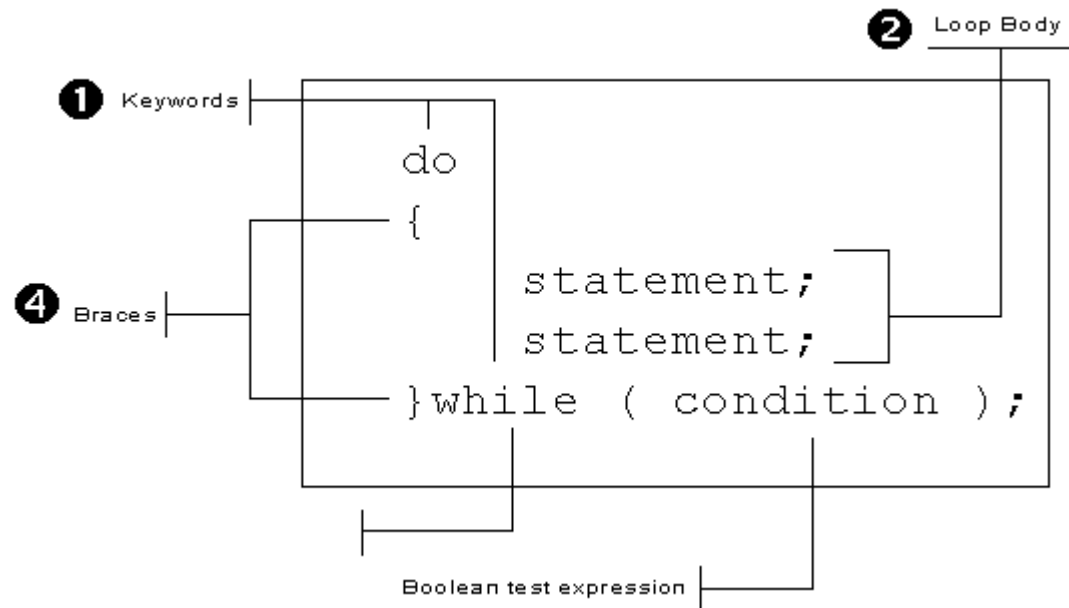 2 Loop Body
1 Keywords
do
{
statement;
4 Braces
statement;
}while ( condition );
Boolean test expression